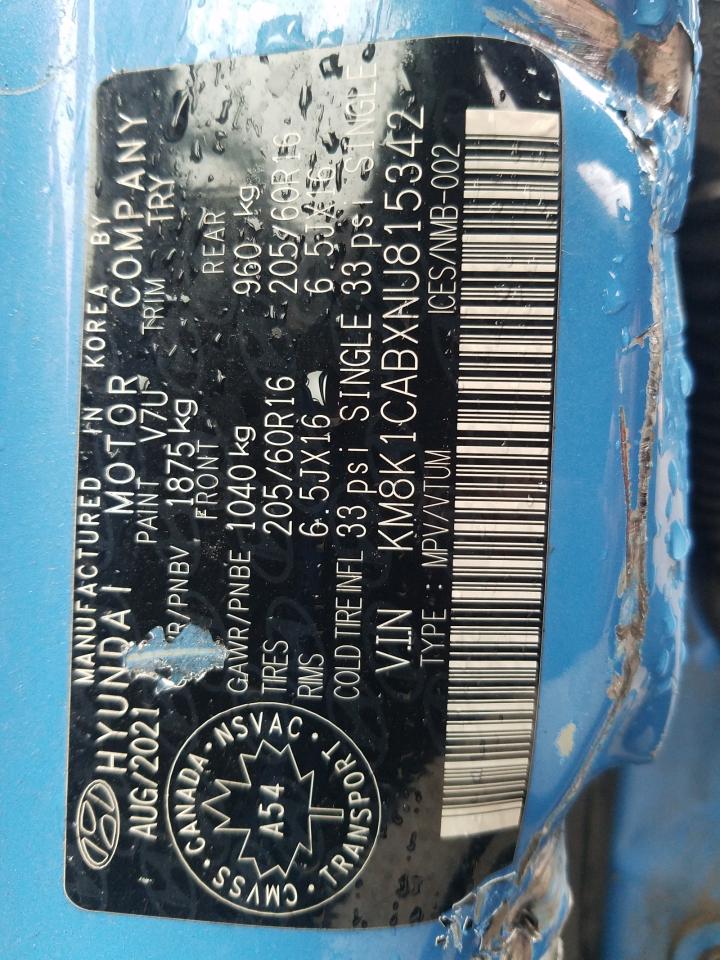 MANUFACTURED IN KOREA BY
HYUNDAI MOTOR COMPANY
AUG/2021 PAINT V7U TRIM TRY
/PNBV 1875 kg
FRONT REAR
GAWR/PNBE 1040 kg 960 kg
TIRES 205/60R16 205/60R16
RIMS 6.5JX16 6.5JX16
COLD TIRE INFL 33 psi SINGLE 33 psi SINGLE
V.IN KM8K1CABXNU815342
TYPE : MPV/VTUM ICES/NMB-002
CMVSS · CANADA · NSVAC · TRANSPORT ·
A54